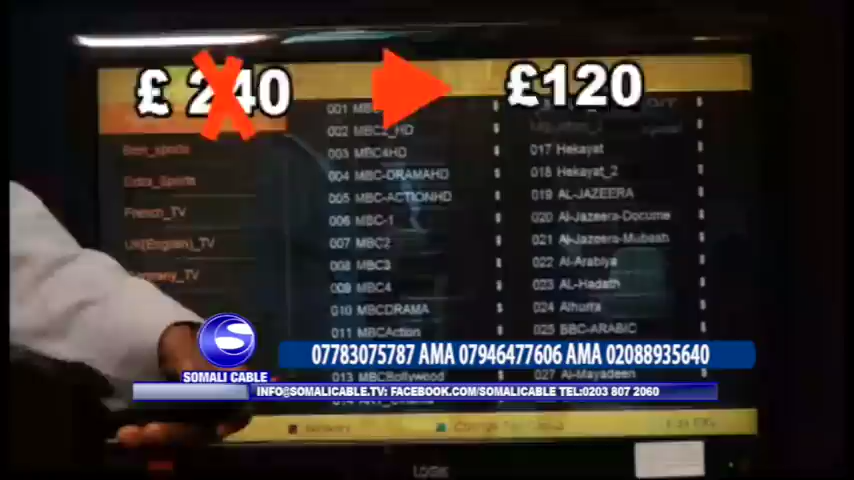 £ 240
£120
001
002 MBC2_HD
003 MBC4HD
004 MBC-DRAMAHD
005 MBC-ACTIONHD
006 MBC-1
007 MBC2
008 MBC3
009 MBC4
010 MBCDRAMA
011 MBCAction
013 MBCBollywood
017 Hekayat
018 Hekayat_2
019 AL-JAZEERA
020 Al-Jazeera-Docume
021 Al-Jazeera-Mubash
022 Al-Arabiya
023 AL-Hadath
024 Alhurra
025 BBC-ARABIC
027 Al-Mayadeen
Bein_sports
Extra_Sports
French_TV
UK(English)_TV
07783075787 AMA 07946477606 AMA 02088935640
SOMALI CABLE
INFO@SOMALICABLE.TV: FACEBOOK.COM/SOMALICABLE TEL:0203 807 2060
LOGIK